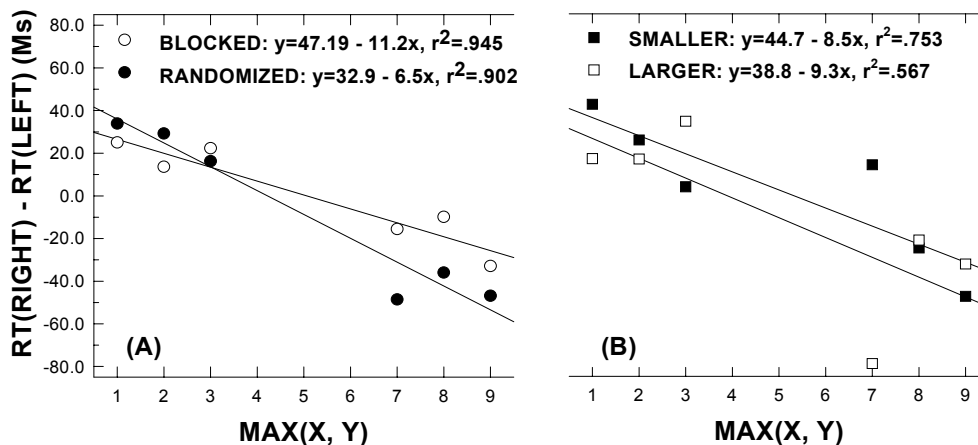 RT(RIGHT) - RT(LEFT) (Ms)
80.0
60.0
40.0
20.0
0.0
-20.0
-40.0
-60.0
-80.0
BLOCKED: y=47.19 - 11.2x, r²=.945
RANDOMIZED: y=32.9 - 6.5x, r²=.902
(A)
1 2 3 4 5 6 7 8 9
MAX(X, Y)
SMALLER: y=44.7 - 8.5x, r²=.753
LARGER: y=38.8 - 9.3x, r²=.567
(B)
1 2 3 4 5 6 7 8 9
MAX(X, Y)